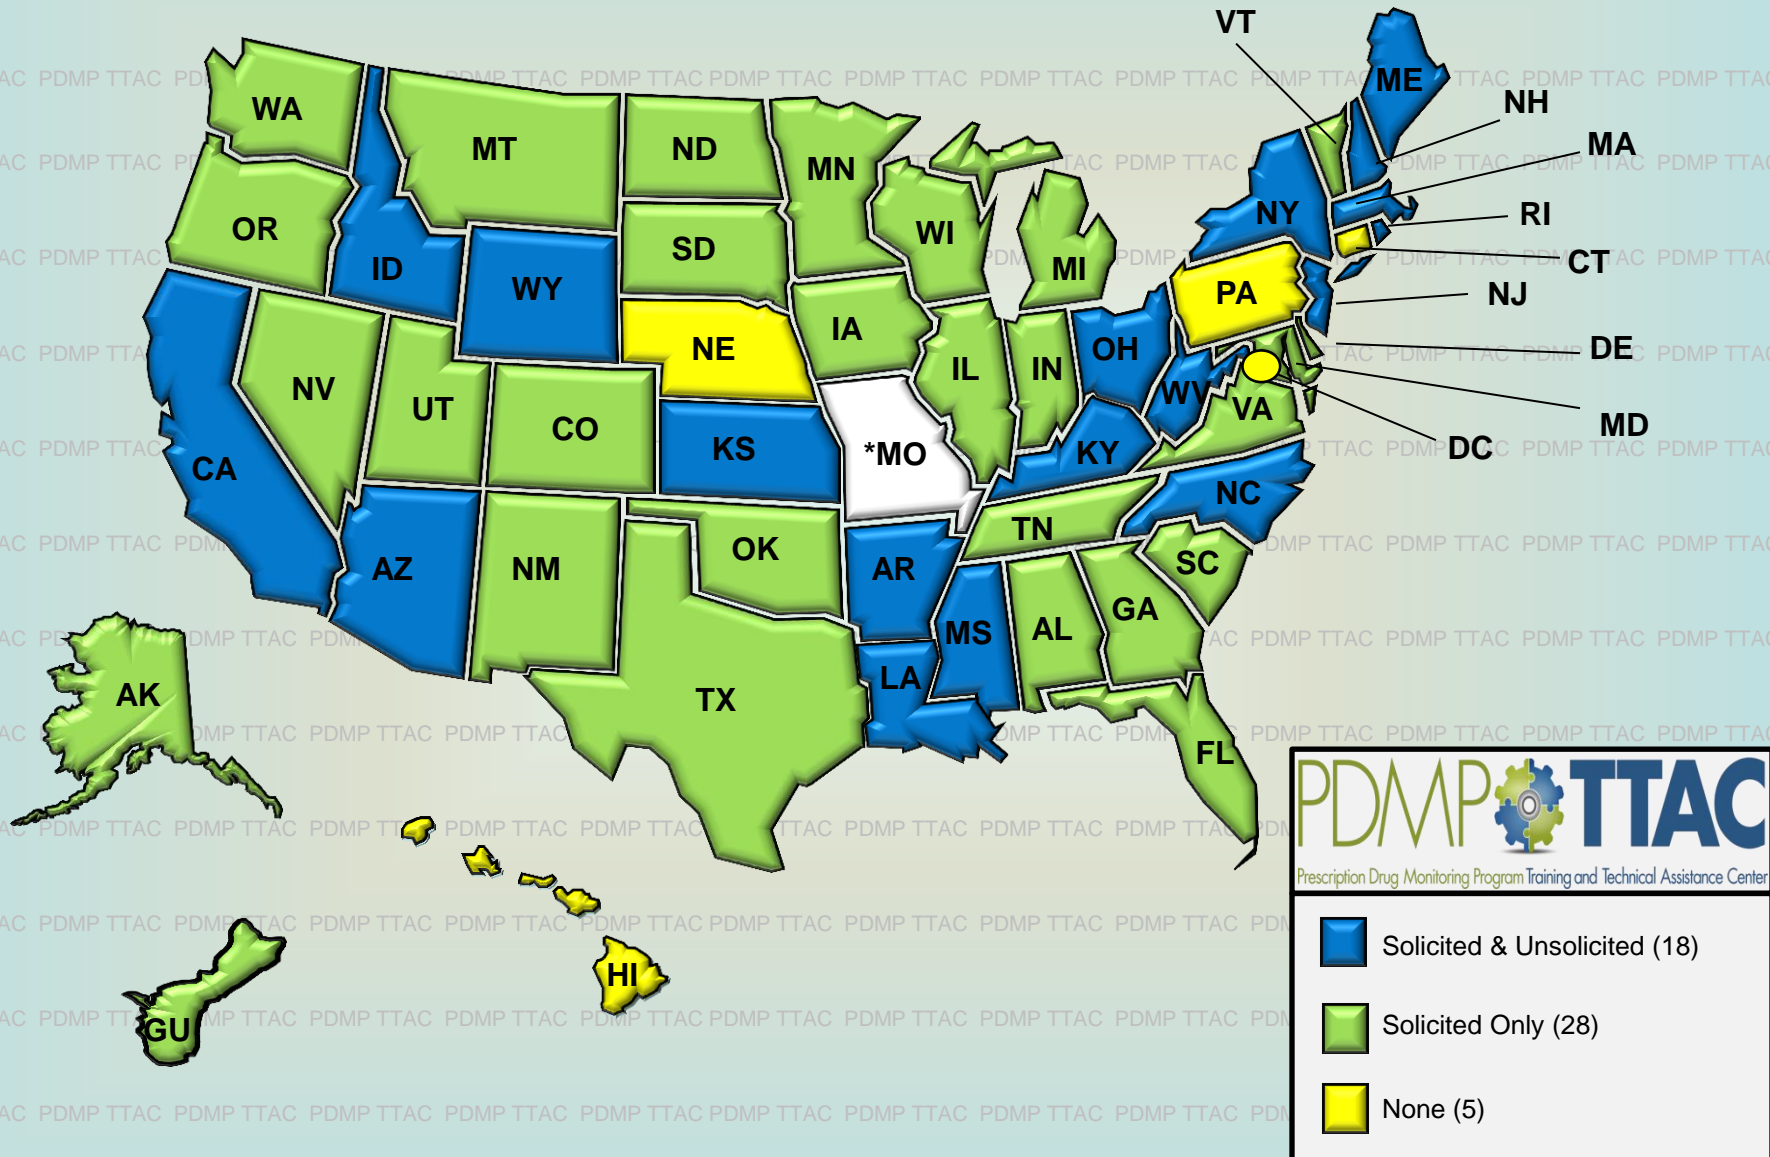 VT
ME
WA
NH
MT
ND
MN
MA
OR
WI
NY
RI
SD
ID
MI
CT
WY
PA
NJ
IA
NE
OH
DE
NV
IL
IN
UT
WV
VA
CO
MD
KS
*MO
KY
DC
CA
NC
TN
OK
AZ
NM
AR
SC
GA
MS
AL
LA
AK
TX
FL
HI
GU
PDMP TTAC
Prescription Drug Monitoring Program Training and Technical Assistance Center
Solicited & Unsolicited (18)
Solicited Only (28)
None (5)